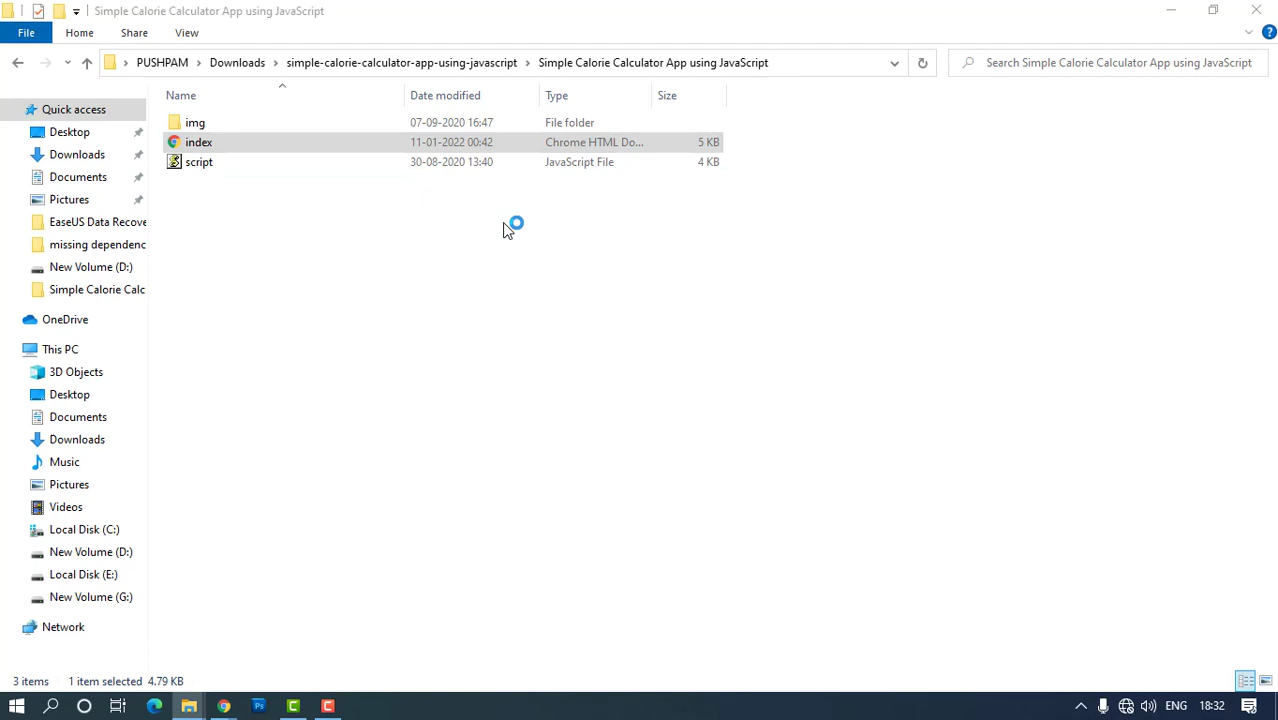 Simple Calorie Calculator App using JavaScript
File Home Share View
PUSHPAM Downloads simple-calorie-calculator-app-using-javascript Simple Calorie Calculator App using JavaScript Search Simple Calorie Calculator App using JavaScript
Name Date modified Type Size
img 07-09-2020 16:47 File folder
index 11-01-2022 00:42 Chrome HTML Do... 5 KB
script 30-08-2020 13:40 JavaScript File 4 KB
Quick access
Desktop
Downloads
Documents
Pictures
EaseUS Data Recove
missing dependenc
New Volume (D:)
Simple Calorie Calc
OneDrive
This PC
3D Objects
Desktop
Documents
Downloads
Music
Pictures
Videos
Local Disk (C:)
New Volume (D:)
Local Disk (E:)
New Volume (G:)
Network
3 items 1 item selected 4.79 KB
ENG 18:32